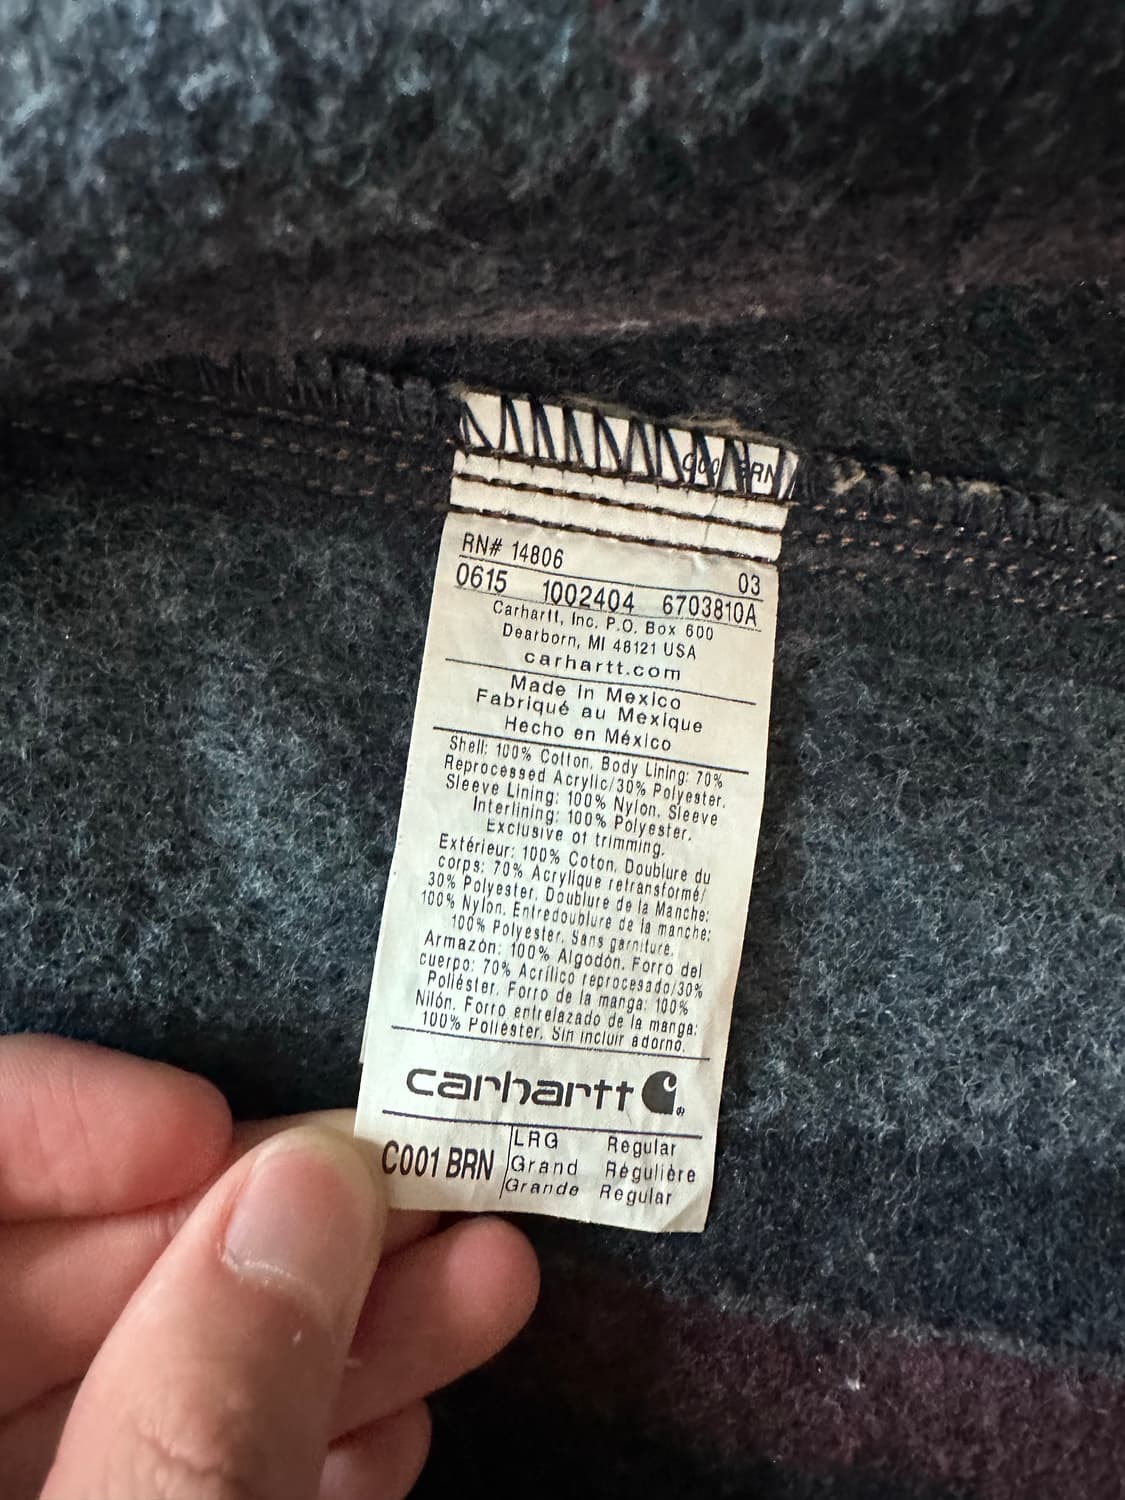 RN# 14806 03
0615 1002404 6703810A
Carhartt, Inc. P.O. Box 600
Dearborn, MI 48121 USA
carhartt.com
Made In Mexico
Fabriqué au Mexique
Hecho en México
Shell: 100% Cotton. Body Lining: 70%
Reprocessed Acrylic/30% Polyester.
Sleeve Lining: 100% Nylon. Sleeve
Interlining: 100% Polyester.
Exclusive of trimming.
Extérieur: 100% Coton. Doublure du
corps: 70% Acrylique retransformé/
30% Polyester. Doublure de la Manche:
100% Nylon. Entredoublure de la manche:
100% Polyester. Sans garniture.
Armazón: 100% Algodón. Forro del
cuerpo: 70% Acrílico reprocesado/30%
Poliéster. Forro de la manga: 100%
Nilón. Forro entrelazado de la manga:
100% Poliéster. Sin incluir adorno.
carhartt
C001 BRN LRG Regular
Grand Régulière
Grande Regular